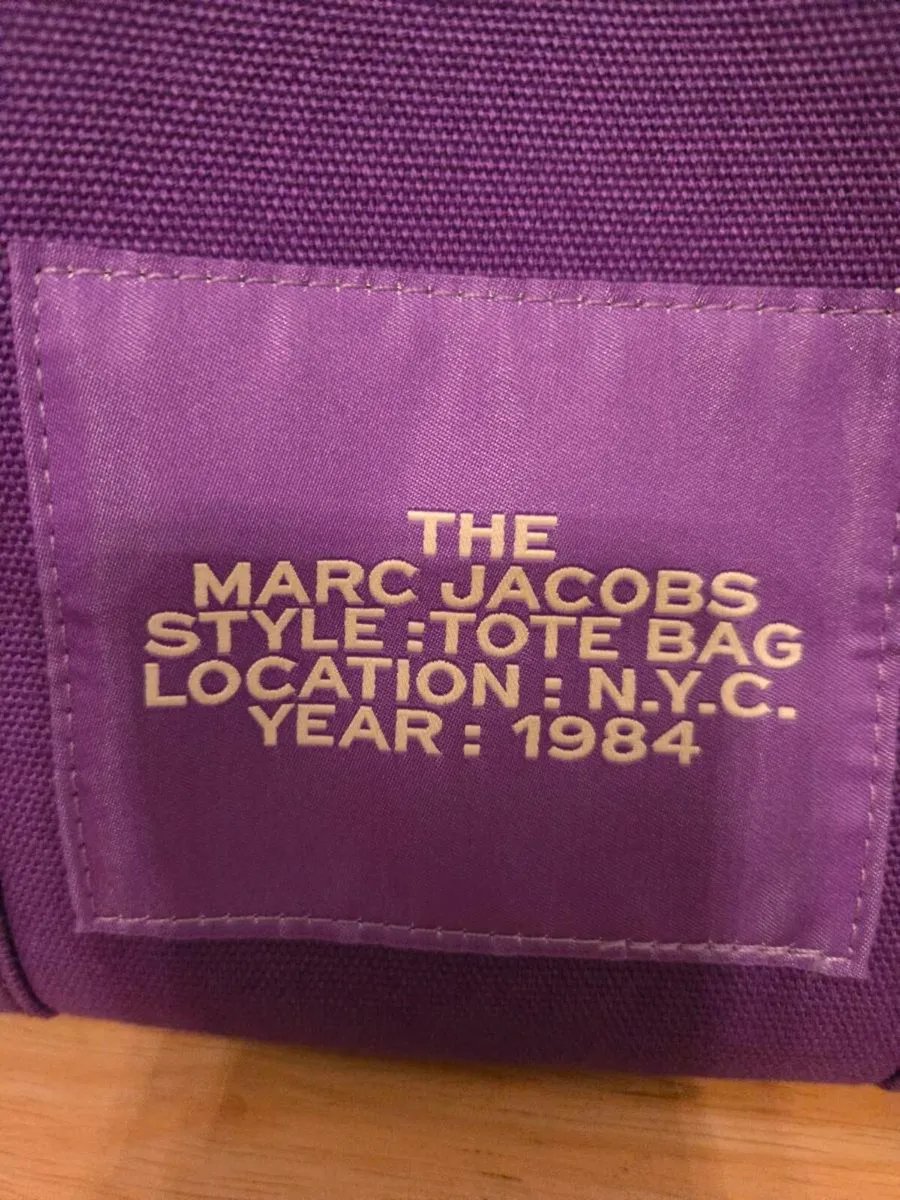 THE
MARC JACOBS
STYLE :TOTE BAG
LOCATION : N.Y.C.
YEAR : 1984